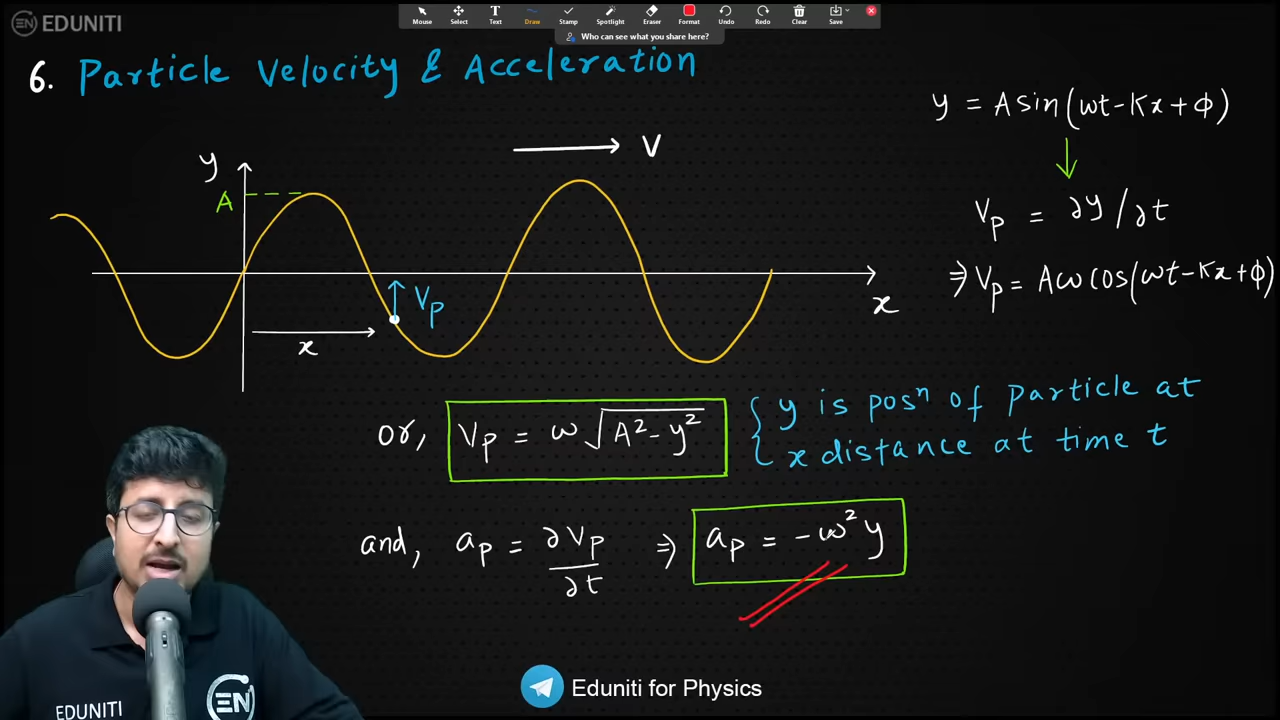 EDUNITI
Mouse Select Text Draw Stamp Spotlight Eraser Format Undo Redo Clear Save
Who can see what you share here?
6. Particle Velocity & Acceleration
y = A sin(ωt - Kx + ϕ)
V
y
A
Vp = ∂y/∂t
⇒ Vp = Aω cos(ωt - Kx + ϕ)
Vp
x
x
or, Vp = ω√(A² - y²) { y is posⁿ of particle at
x distance at time t
and, ap = ∂Vp/∂t ⇒ ap = -ω²y
EN
EDUNITI
Eduniti for Physics